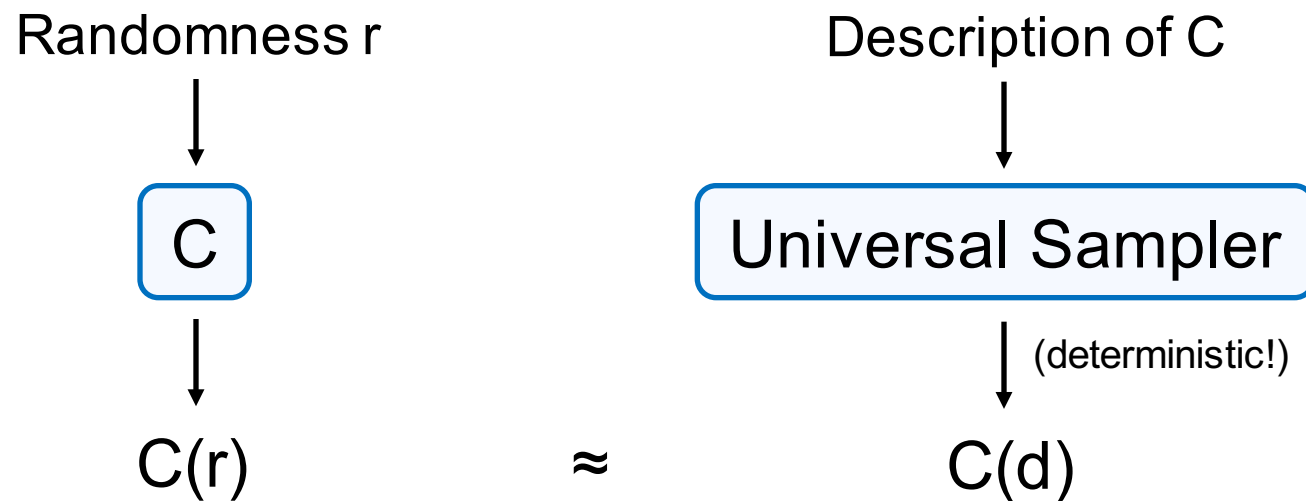 Randomness r
Description of C
C
Universal Sampler
(deterministic!)
C(r)
≈
C(d)